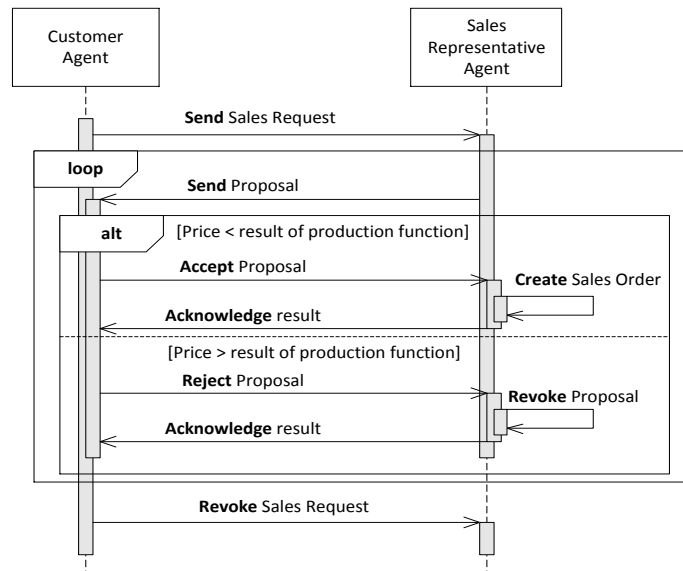 Customer
Agent
Sales
Representative
Agent
Send Sales Request
loop
Send Proposal
alt
[Price < result of production function]
Accept Proposal
Create Sales Order
Acknowledge result
[Price > result of production function]
Reject Proposal
Revoke Proposal
Acknowledge result
Revoke Sales Request